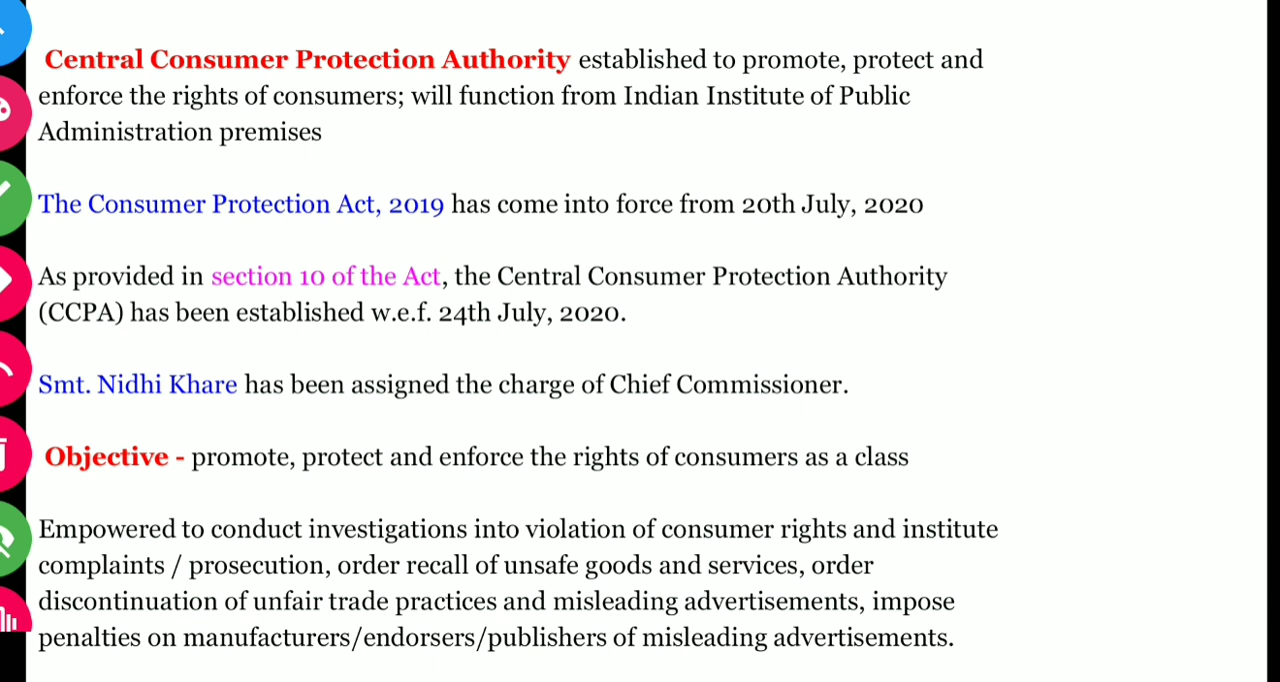 Central Consumer Protection Authority established to promote, protect and
enforce the rights of consumers; will function from Indian Institute of Public
Administration premises
The Consumer Protection Act, 2019 has come into force from 20th July, 2020
As provided in section 10 of the Act, the Central Consumer Protection Authority
(CCPA) has been established w.e.f. 24th July, 2020.
Smt. Nidhi Khare has been assigned the charge of Chief Commissioner.
Objective - promote, protect and enforce the rights of consumers as a class
Empowered to conduct investigations into violation of consumer rights and institute
complaints / prosecution, order recall of unsafe goods and services, order
discontinuation of unfair trade practices and misleading advertisements, impose
penalties on manufacturers/endorsers/publishers of misleading advertisements.